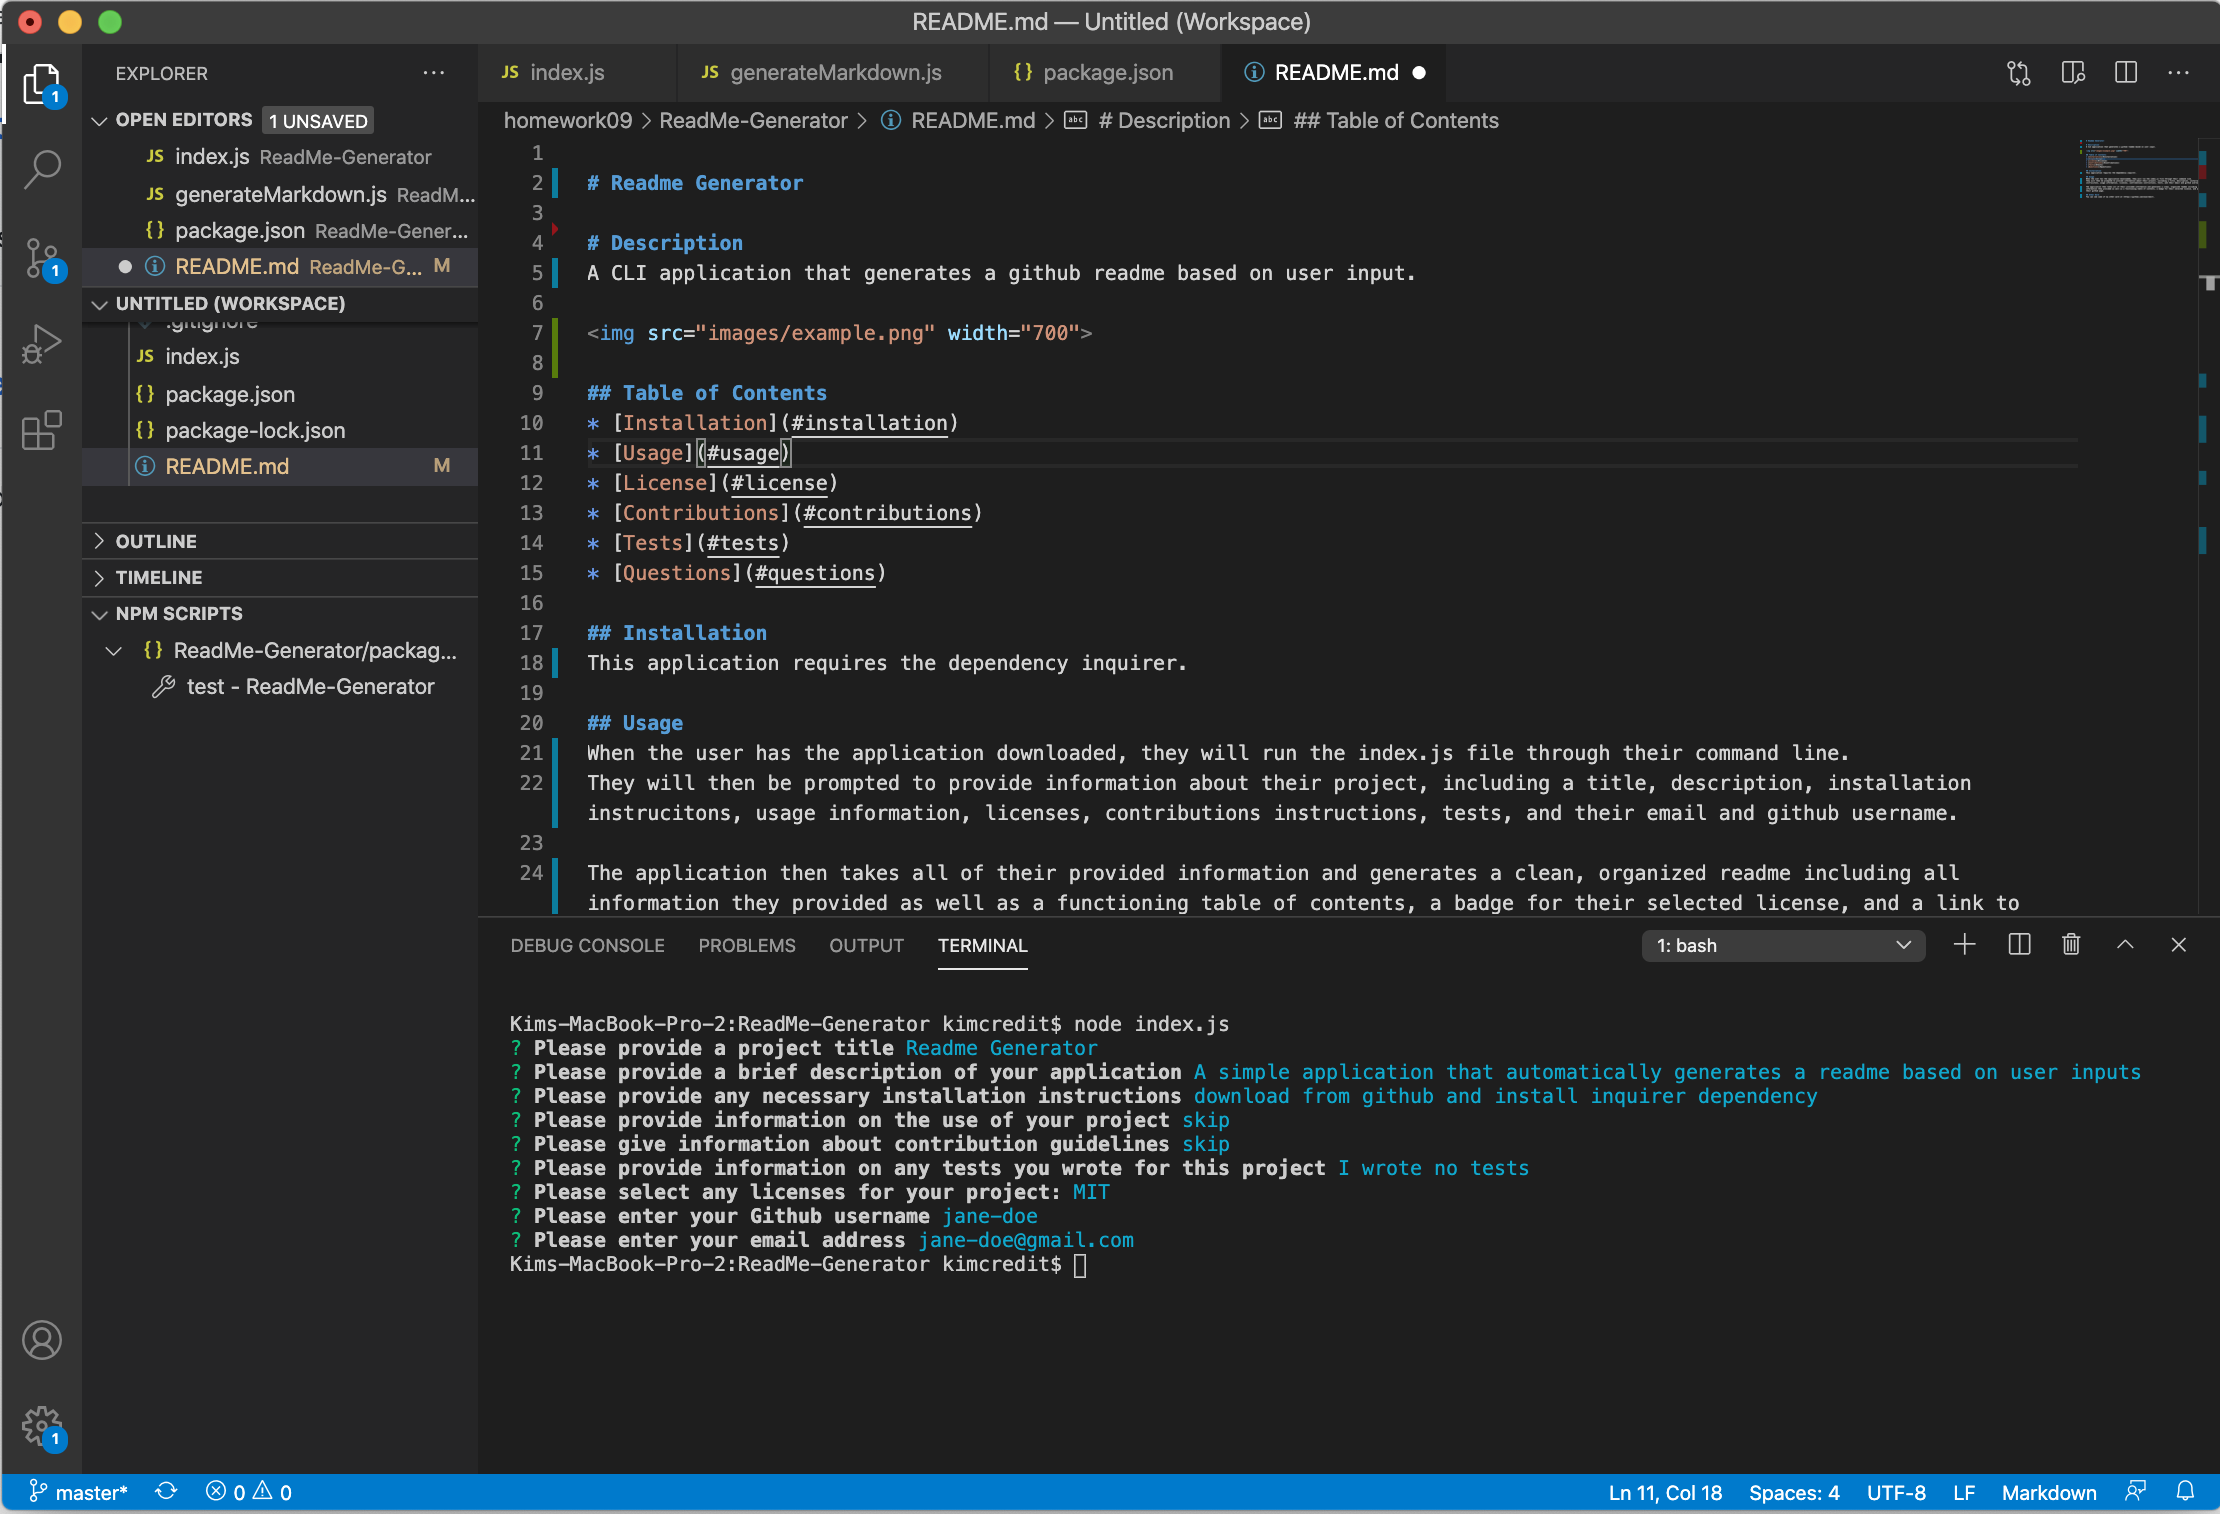 README.md — Untitled (Workspace)
EXPLORER
OPEN EDITORS 1 UNSAVED
JS index.js ReadMe-Generator
JS generateMarkdown.js ReadM...
{} package.json ReadMe-Gener...
README.md ReadMe-G... M
UNTITLED (WORKSPACE)
.gitignore
JS index.js
{} package.json
{} package-lock.json
README.md M
OUTLINE
TIMELINE
NPM SCRIPTS
{} ReadMe-Generator/packag...
test - ReadMe-Generator
1
1
1
JS index.js
JS generateMarkdown.js
{} package.json
README.md
homework09 > ReadMe-Generator > README.md > # Description > ## Table of Contents
1
2 # Readme Generator
3
4 # Description
5 A CLI application that generates a github readme based on user input.
6
7 <img src="images/example.png" width="700">
8
9 ## Table of Contents
10 * [Installation](#installation)
11 * [Usage](#usage)
12 * [License](#license)
13 * [Contributions](#contributions)
14 * [Tests](#tests)
15 * [Questions](#questions)
16
17 ## Installation
18 This application requires the dependency inquirer.
19
20 ## Usage
21 When the user has the application downloaded, they will run the index.js file through their command line.
22 They will then be prompted to provide information about their project, including a title, description, installation
instrucitons, usage information, licenses, contributions instructions, tests, and their email and github username.
23
24 The application then takes all of their provided information and generates a clean, organized readme including all
information they provided as well as a functioning table of contents, a badge for their selected license, and a link to
DEBUG CONSOLE PROBLEMS OUTPUT TERMINAL
1: bash
Kims-MacBook-Pro-2:ReadMe-Generator kimcredit$ node index.js
? Please provide a project title Readme Generator
? Please provide a brief description of your application A simple application that automatically generates a readme based on user inputs
? Please provide any necessary installation instructions download from github and install inquirer dependency
? Please provide information on the use of your project skip
? Please give information about contribution guidelines skip
? Please provide information on any tests you wrote for this project I wrote no tests
? Please select any licenses for your project: MIT
? Please enter your Github username jane-doe
? Please enter your email address jane-doe@gmail.com
Kims-MacBook-Pro-2:ReadMe-Generator kimcredit$
master* 0 0
Ln 11, Col 18 Spaces: 4 UTF-8 LF Markdown